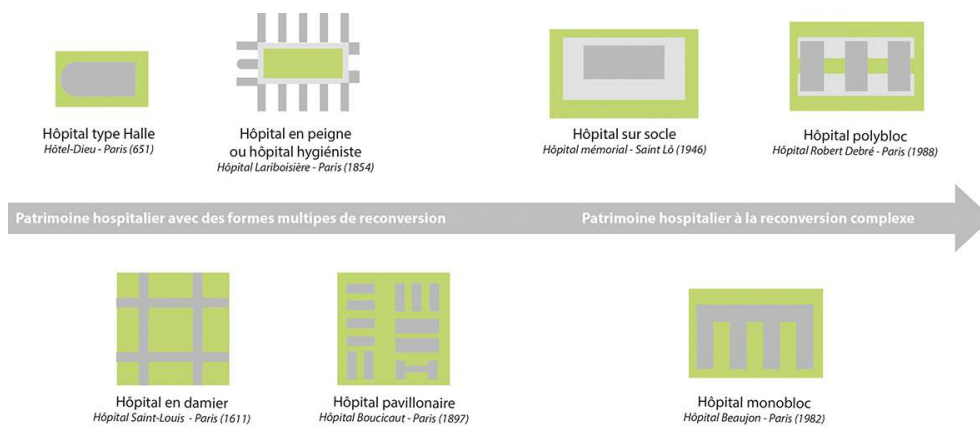 Hôpital type Halle
Hôtel-Dieu - Paris (651)
Hôpital en peigne
ou hôpital hygiéniste
Hôpital Lariboisière - Paris (1854)
Hôpital sur socle
Hôpital mémorial - Saint Lô (1946)
Hôpital polybloc
Hôpital Robert Debré - Paris (1988)
Patrimoine hospitalier avec des formes multipes de reconversion
Patrimoine hospitalier à la reconversion complexe
Hôpital en damier
Hôpital Saint-Louis - Paris (1611)
Hôpital pavillonaire
Hôpital Boucicaut - Paris (1897)
Hôpital monobloc
Hôpital Beaujon - Paris (1982)